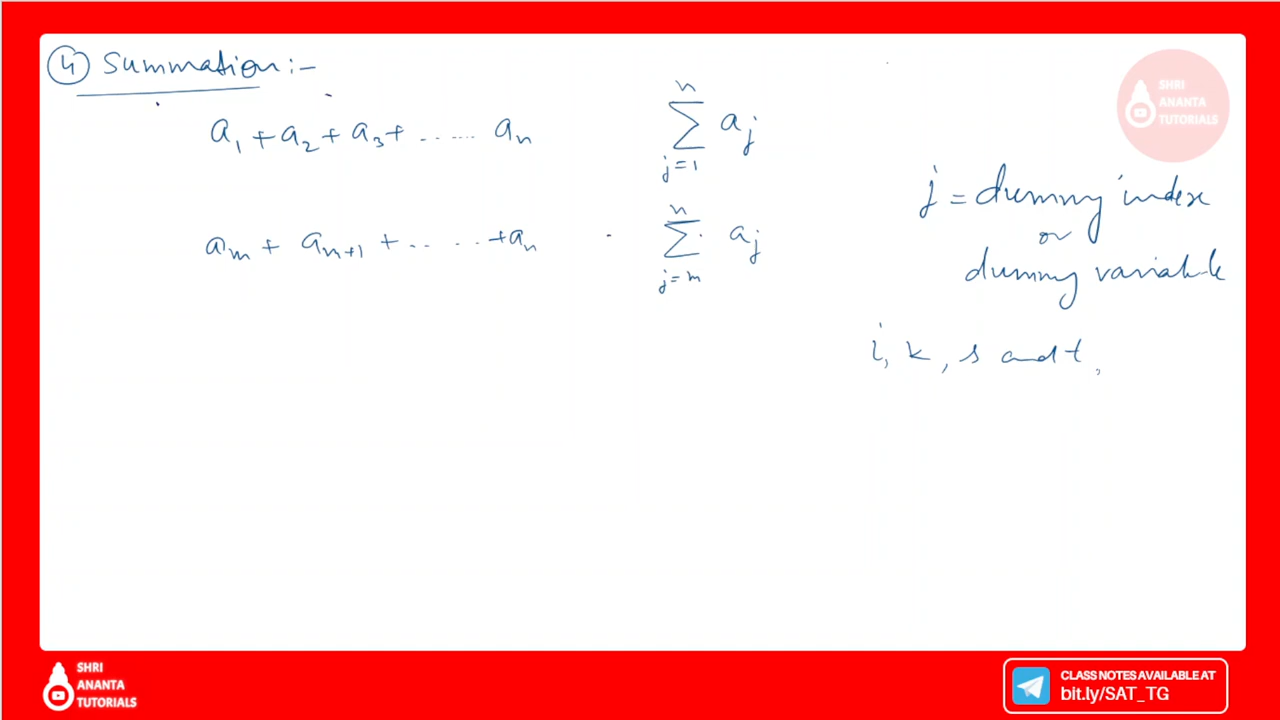 ④ Summation :-
a₁ + a₂ + a₃ + ...... aₙ
n
∑ aⱼ
j=1
aₘ + aₙ₊₁ + ...... + aₙ
n
∑ aⱼ
j=m
j = dummy index
or
dummy variable
i, k, s and t,
SHRI
ANANTA
TUTORIALS
SHRI
ANANTA
TUTORIALS
CLASS NOTES AVAILABLE AT
bit.ly/SAT_TG